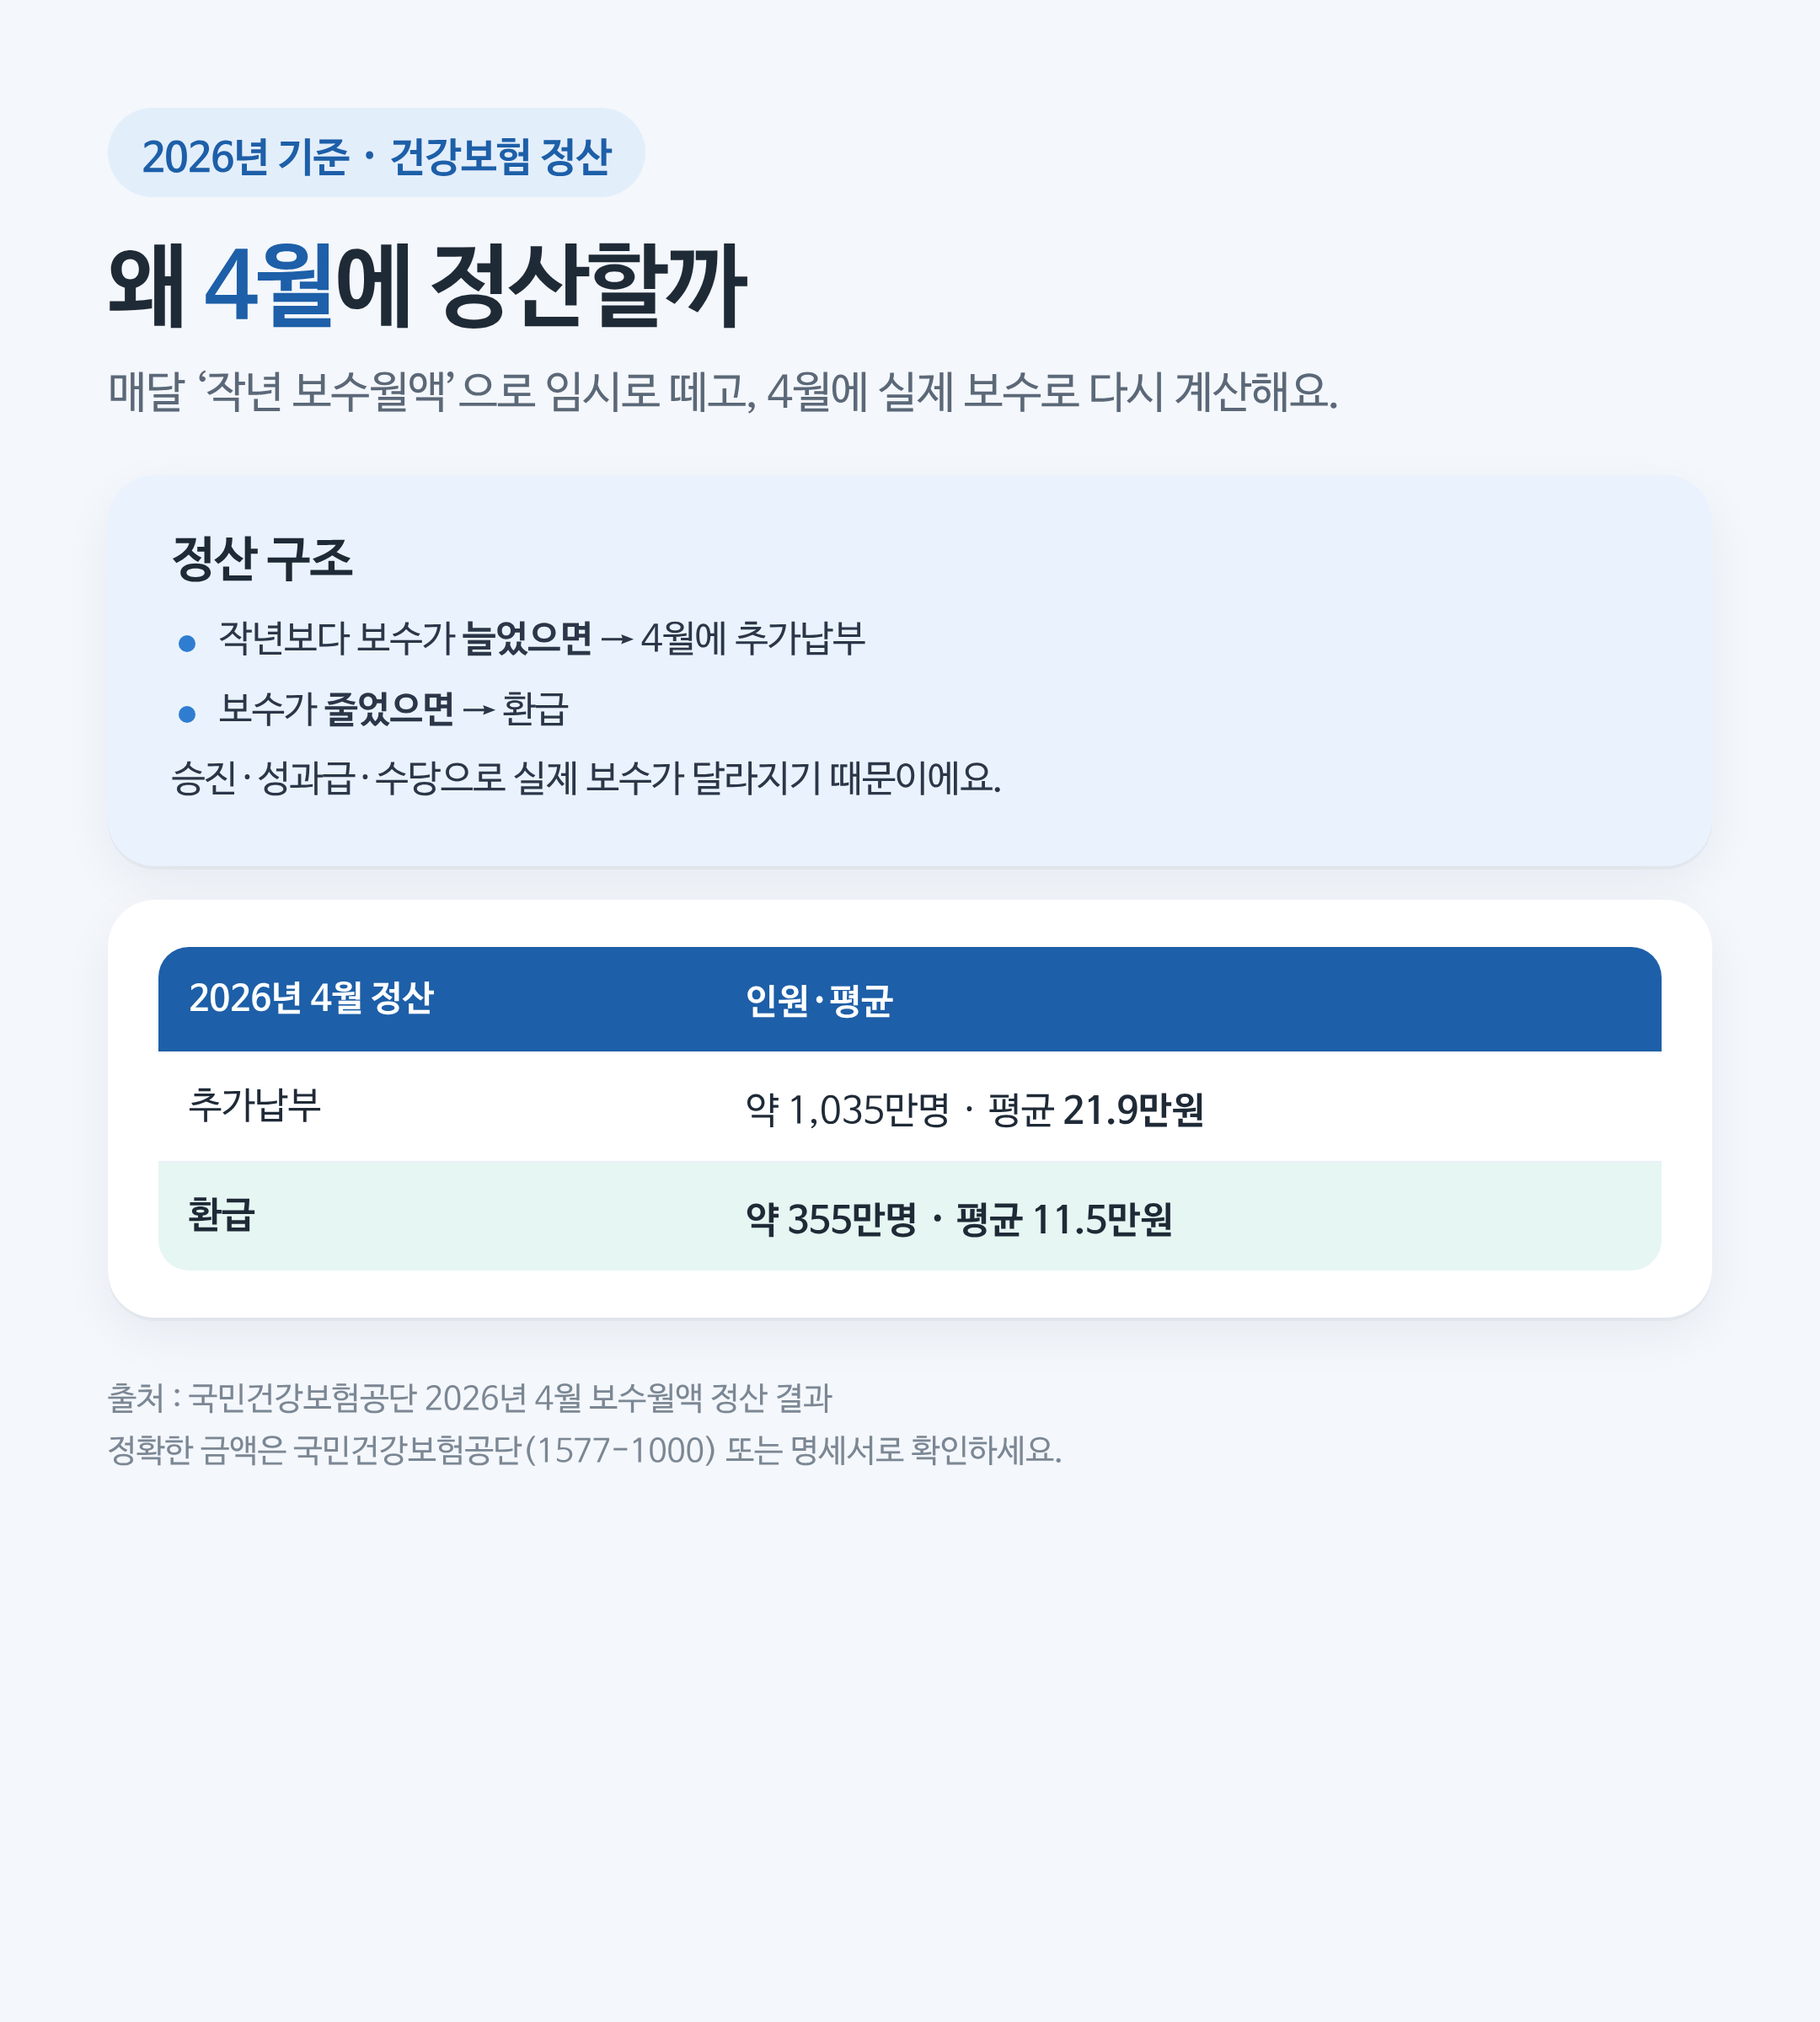 2026년 기준 · 건강보험 정산
왜 4월에 정산할까
매달 ‘작년 보수월액’으로 임시로 떼고, 4월에 실제 보수로 다시 계산해요.
정산 구조
● 작년보다 보수가 늘었으면 → 4월에 추가납부
● 보수가 줄었으면 → 환급
승진·성과급·수당으로 실제 보수가 달라지기 때문이에요.
2026년 4월 정산 인원·평균
추가납부 약 1,035만명 · 평균 21.9만원
환급 약 355만명 · 평균 11.5만원
출처 : 국민건강보험공단 2026년 4월 보수월액 정산 결과
정확한 금액은 국민건강보험공단(1577-1000) 또는 명세서로 확인하세요.